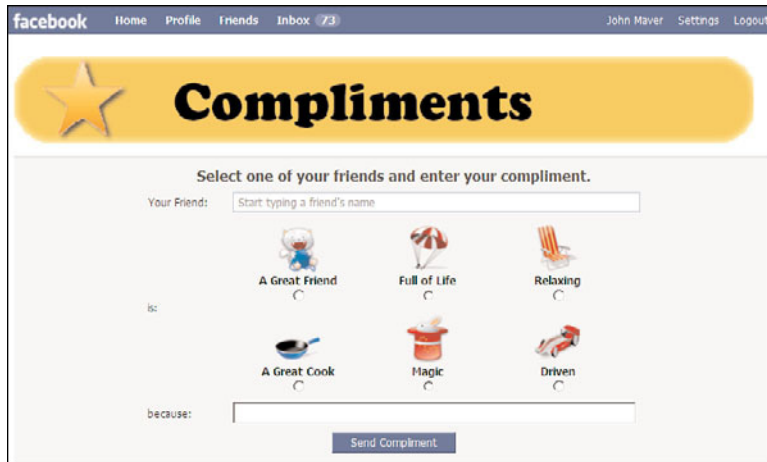 facebook Home Profile Friends Inbox 73 John Maver Settings Logout
Compliments
Select one of your friends and enter your compliment.
Your Friend: Start typing a friend's name
A Great Friend Full of Life Relaxing
is:
A Great Cook Magic Driven
because:
Send Compliment